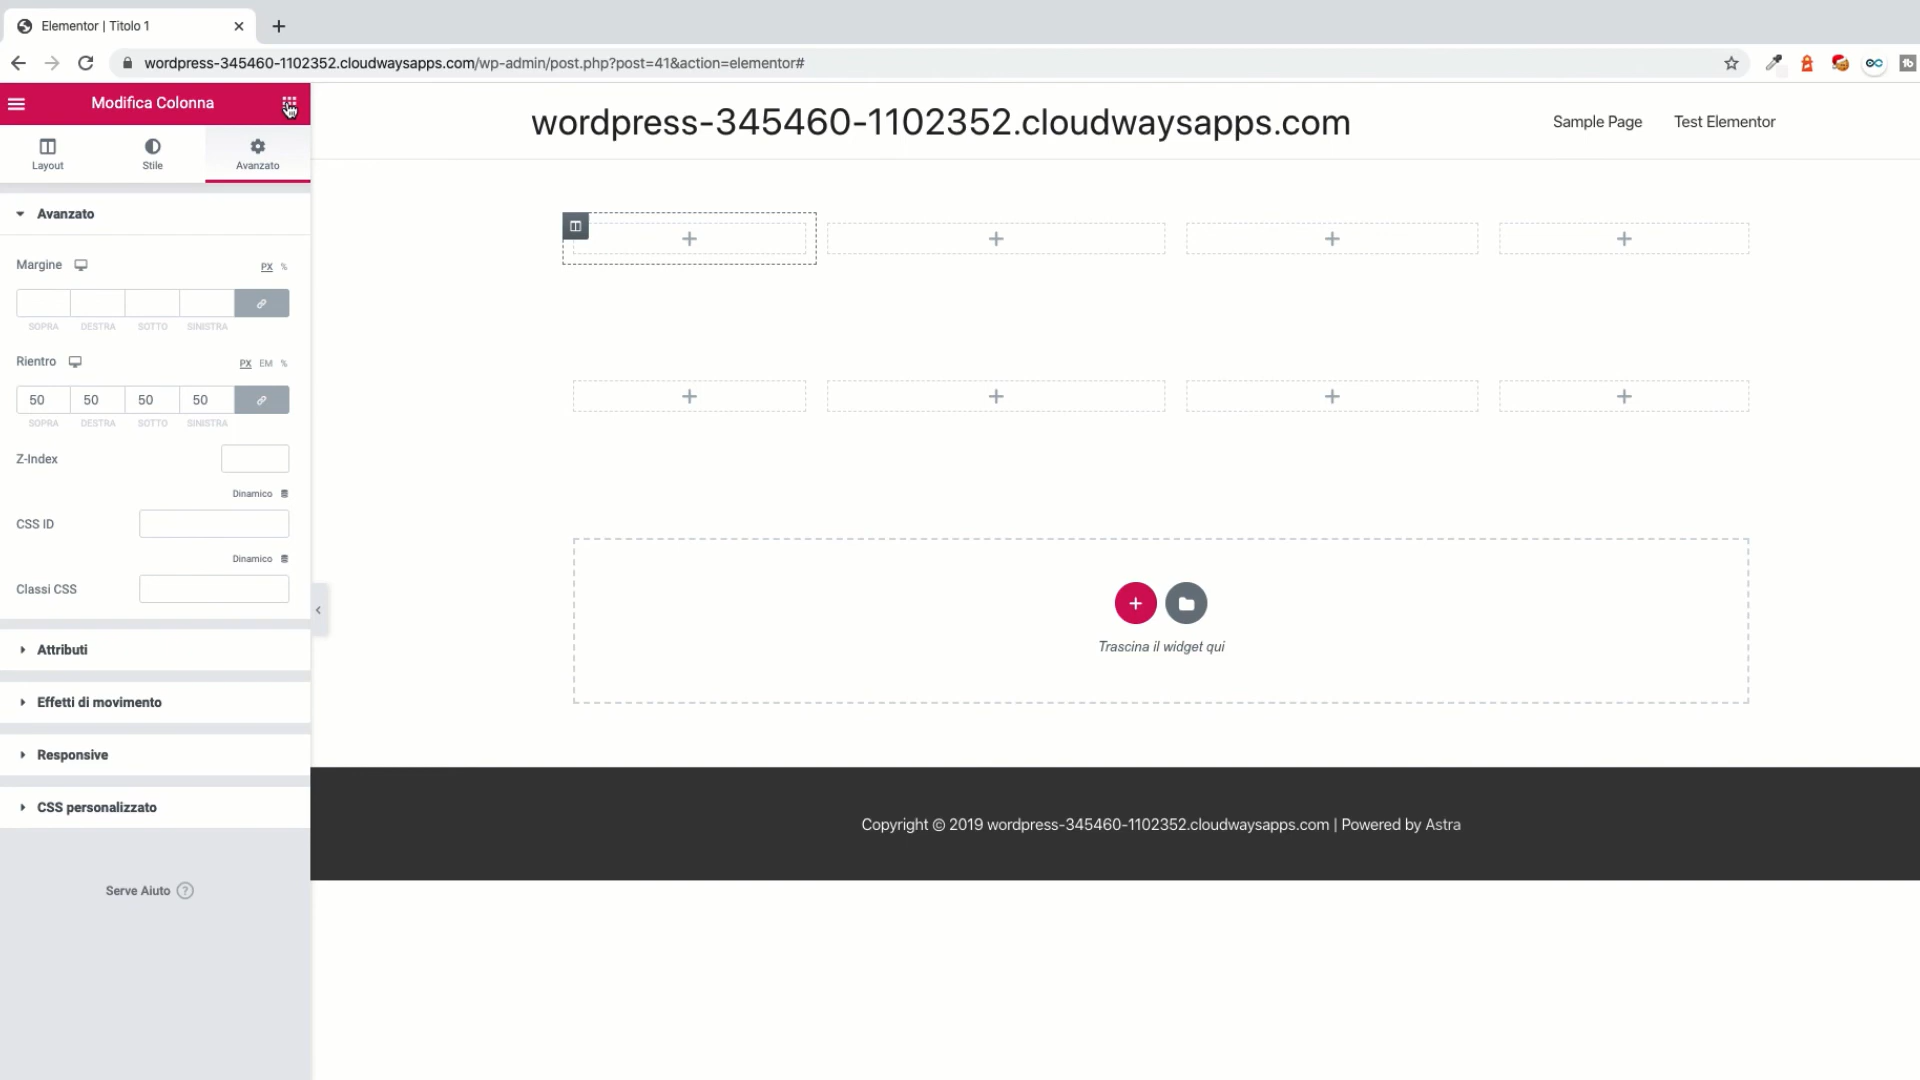 Elementor | Titolo 1
wordpress-345460-1102352.cloudwaysapps.com/wp-admin/post.php?post=41&action=elementor#
Modifica Colonna
Layout
Stile
Avanzato
Avanzato
Margine
PX %
SOPRA DESTRA SOTTO SINISTRA
Rientro
PX EM %
50 50 50 50
SOPRA DESTRA SOTTO SINISTRA
Z-Index
Dinamico
CSS ID
Dinamico
Classi CSS
Attributi
Effetti di movimento
Responsive
CSS personalizzato
Serve Aiuto ?
wordpress-345460-1102352.cloudwaysapps.com
Sample Page
Test Elementor
Trascina il widget qui
Copyright © 2019 wordpress-345460-1102352.cloudwaysapps.com | Powered by Astra